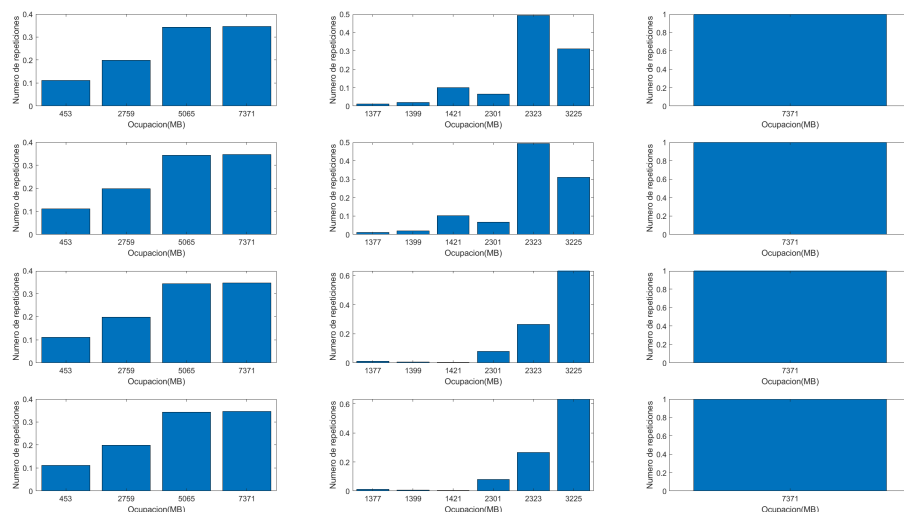 Numero de repeticiones
0.4
0.3
0.2
0.1
0
453 2759 5065 7371
Ocupacion(MB)
Numero de repeticiones
0.5
0.4
0.3
0.2
0.1
0
1377 1399 1421 2301 2323 3225
Ocupacion(MB)
Numero de repeticiones
1
0.8
0.6
0.4
0.2
0
7371
Ocupacion(MB)
Numero de repeticiones
0.4
0.3
0.2
0.1
0
453 2759 5065 7371
Ocupacion(MB)
Numero de repeticiones
0.5
0.4
0.3
0.2
0.1
0
1377 1399 1421 2301 2323 3225
Ocupacion(MB)
Numero de repeticiones
1
0.8
0.6
0.4
0.2
0
7371
Ocupacion(MB)
Numero de repeticiones
0.4
0.3
0.2
0.1
0
453 2759 5065 7371
Ocupacion(MB)
Numero de repeticiones
0.6
0.4
0.2
0
1377 1399 1421 2301 2323 3225
Ocupacion(MB)
Numero de repeticiones
1
0.8
0.6
0.4
0.2
0
7371
Ocupacion(MB)
Numero de repeticiones
0.4
0.3
0.2
0.1
0
453 2759 5065 7371
Ocupacion(MB)
Numero de repeticiones
0.6
0.4
0.2
0
1377 1399 1421 2301 2323 3225
Ocupacion(MB)
Numero de repeticiones
1
0.8
0.6
0.4
0.2
0
7371
Ocupacion(MB)